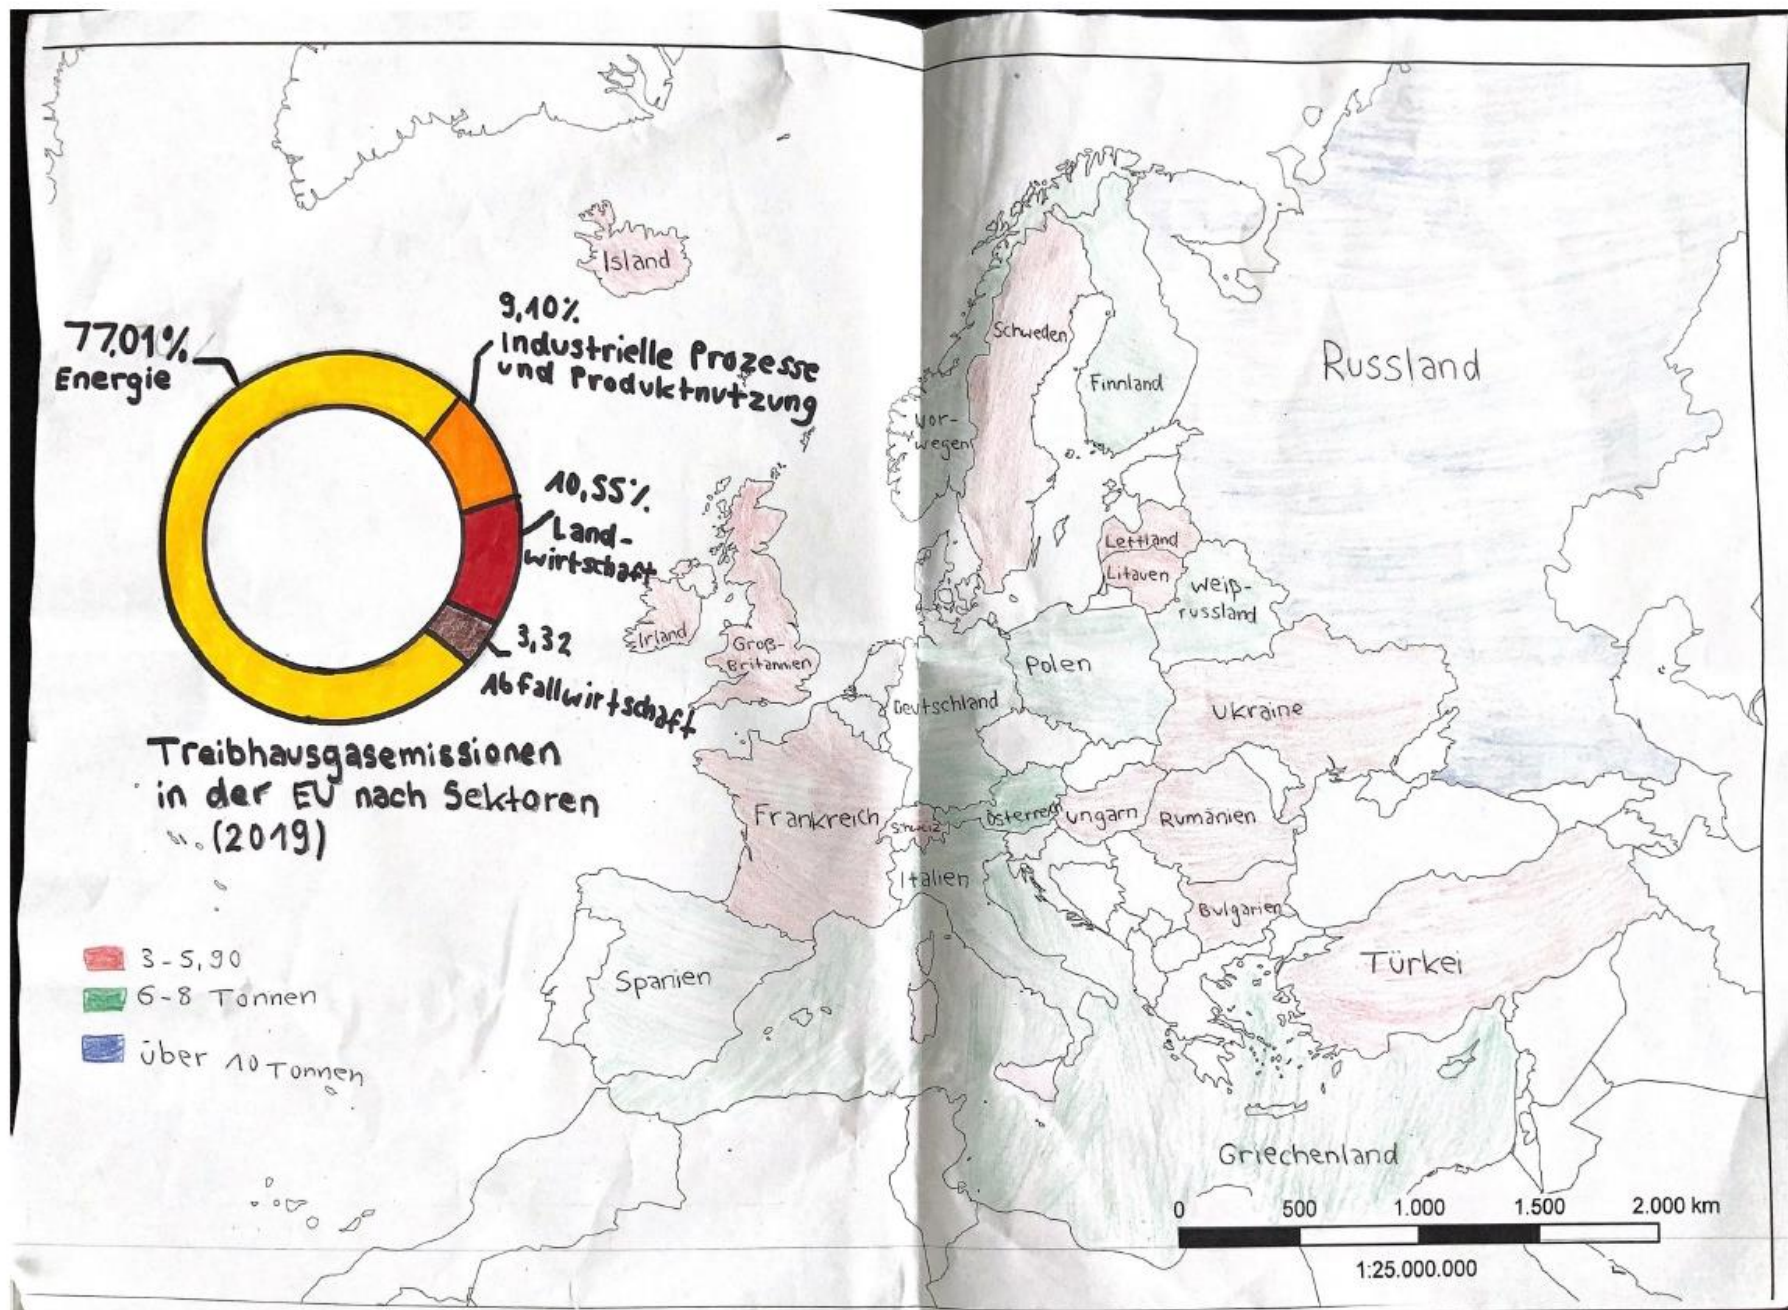 Island
77,01%
Energie
9,10%
Industrielle Prozesse
und Produktnutzung
10,55%
Land-
wirtschaft
3,32
Abfallwirtschaft
Treibhausgasemissionen
in der EU nach Sektoren
(2019)
3-5,90
6-8 Tonnen
über 10 Tonnen
Schweden
Finnland
Nor-
wegen
Russland
Lettland
Litauen
Weiß-
russland
Irland
Groß-
Britannien
Polen
Deutschland
Ukraine
Frankreich
Schweiz
Österreich
Ungarn
Rumänien
Italien
Bulgarien
Spanien
Türkei
Griechenland
0 500 1.000 1.500 2.000 km
1:25.000.000